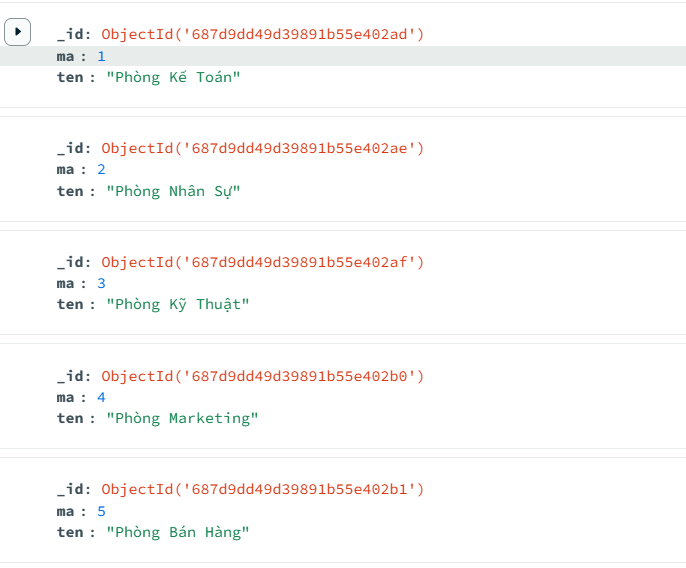 _id: ObjectId('687d9dd49d39891b55e402ad')
ma : 1
ten : "Phòng Kế Toán"
_id: ObjectId('687d9dd49d39891b55e402ae')
ma : 2
ten : "Phòng Nhân Sự"
_id: ObjectId('687d9dd49d39891b55e402af')
ma : 3
ten : "Phòng Kỹ Thuật"
_id: ObjectId('687d9dd49d39891b55e402b0')
ma : 4
ten : "Phòng Marketing"
_id: ObjectId('687d9dd49d39891b55e402b1')
ma : 5
ten : "Phòng Bán Hàng"